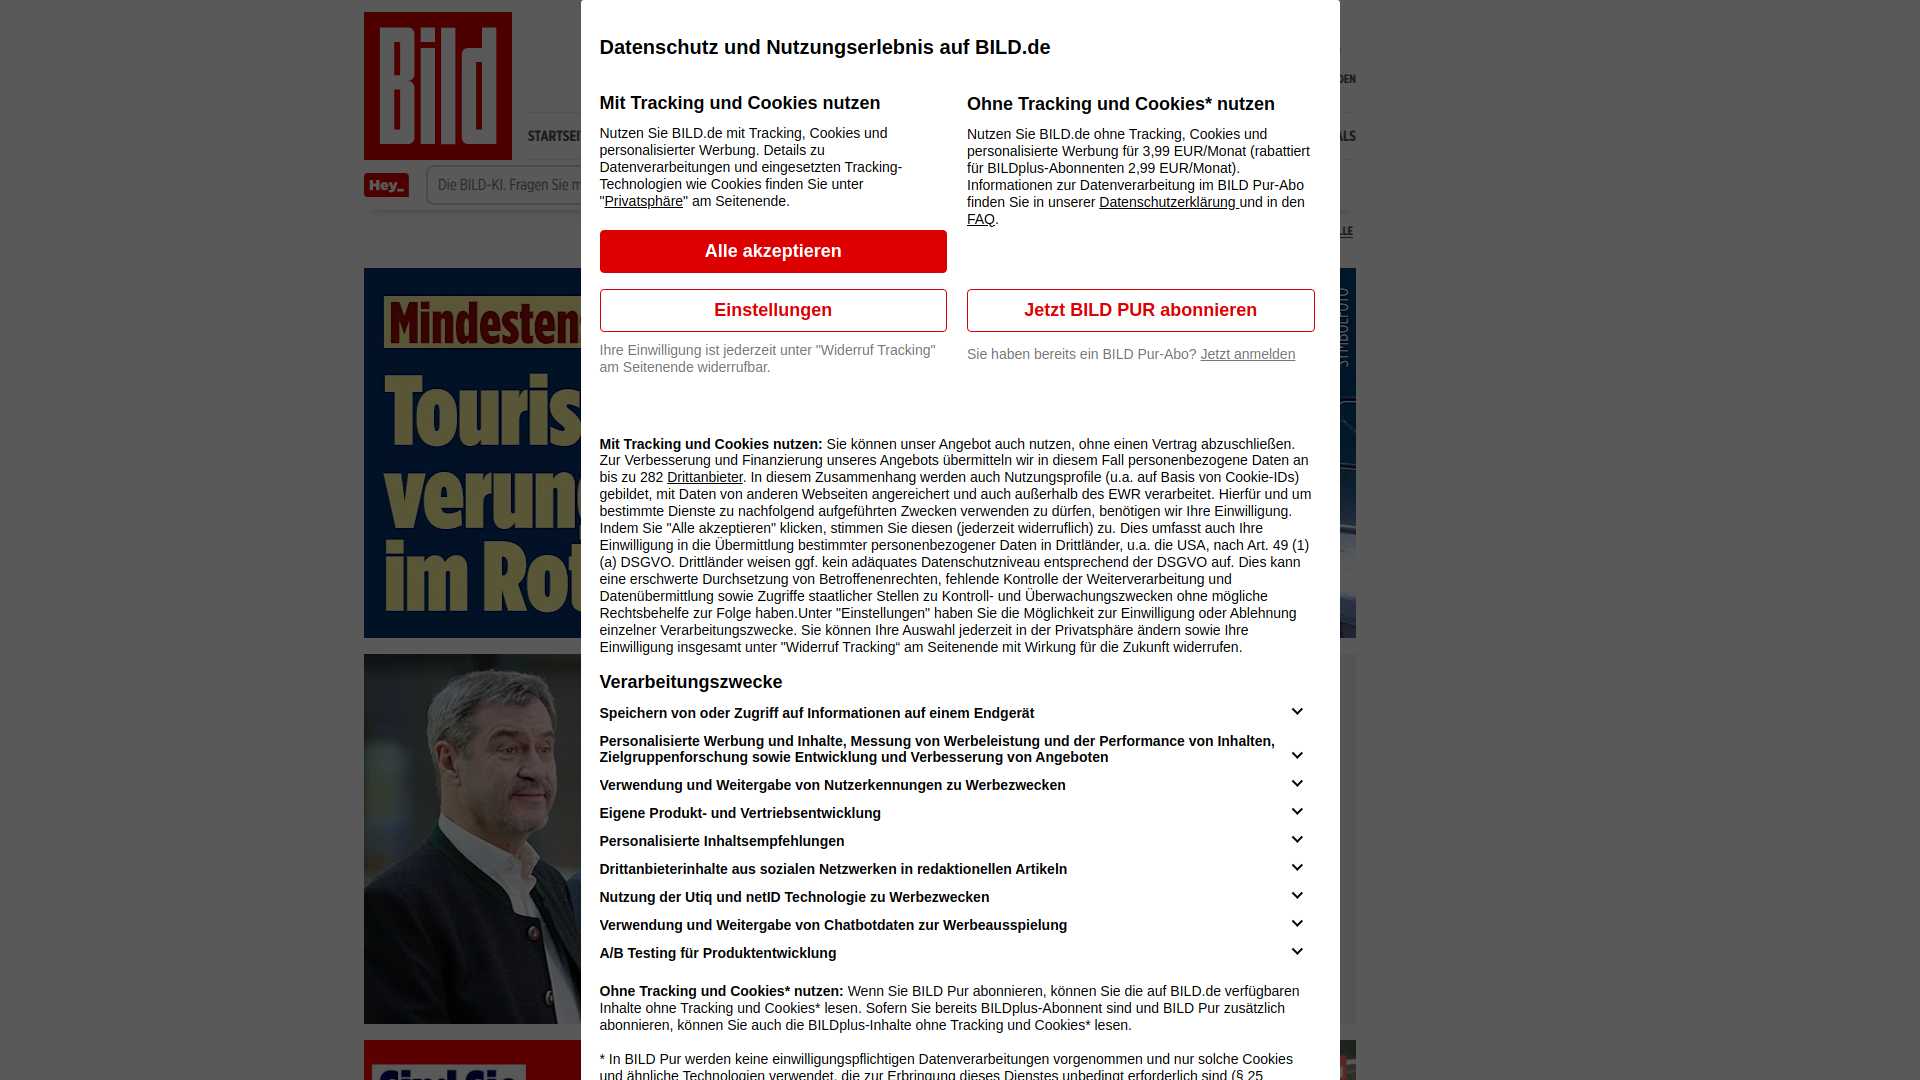 Bild
STARTSEI
Hey_
Die BILD-KI. Fragen Sie m
Mindestens
Touris
verung
im Rot
Datenschutz und Nutzungserlebnis auf BILD.de
Mit Tracking und Cookies nutzen
Nutzen Sie BILD.de mit Tracking, Cookies und
personalisierter Werbung. Details zu
Datenverarbeitungen und eingesetzten Tracking-
Technologien wie Cookies finden Sie unter
"Privatsphäre" am Seitenende.
Alle akzeptieren
Einstellungen
Ihre Einwilligung ist jederzeit unter "Widerruf Tracking"
am Seitenende widerrufbar.
Ohne Tracking und Cookies* nutzen
Nutzen Sie BILD.de ohne Tracking, Cookies und
personalisierte Werbung für 3,99 EUR/Monat (rabattiert
für BILDplus-Abonnenten 2,99 EUR/Monat).
Informationen zur Datenverarbeitung im BILD Pur-Abo
finden Sie in unserer Datenschutzerklärung und in den
FAQ.
Jetzt BILD PUR abonnieren
Sie haben bereits ein BILD Pur-Abo? Jetzt anmelden
Mit Tracking und Cookies nutzen: Sie können unser Angebot auch nutzen, ohne einen Vertrag abzuschließen.
Zur Verbesserung und Finanzierung unseres Angebots übermitteln wir in diesem Fall personenbezogene Daten an
bis zu 282 Drittanbieter. In diesem Zusammenhang werden auch Nutzungsprofile (u.a. auf Basis von Cookie-IDs)
gebildet, mit Daten von anderen Webseiten angereichert und auch außerhalb des EWR verarbeitet. Hierfür und um
bestimmte Dienste zu nachfolgend aufgeführten Zwecken verwenden zu dürfen, benötigen wir Ihre Einwilligung.
Indem Sie "Alle akzeptieren" klicken, stimmen Sie diesen (jederzeit widerruflich) zu. Dies umfasst auch Ihre
Einwilligung in die Übermittlung bestimmter personenbezogener Daten in Drittländer, u.a. die USA, nach Art. 49 (1)
(a) DSGVO. Drittländer weisen ggf. kein adäquates Datenschutzniveau entsprechend der DSGVO auf. Dies kann
eine erschwerte Durchsetzung von Betroffenenrechten, fehlende Kontrolle der Weiterverarbeitung und
Datenübermittlung sowie Zugriffe staatlicher Stellen zu Kontroll- und Überwachungszwecken ohne mögliche
Rechtsbehelfe zur Folge haben.Unter "Einstellungen" haben Sie die Möglichkeit zur Einwilligung oder Ablehnung
einzelner Verarbeitungszwecke. Sie können Ihre Auswahl jederzeit in der Privatsphäre ändern sowie Ihre
Einwilligung insgesamt unter "Widerruf Tracking“ am Seitenende mit Wirkung für die Zukunft widerrufen.
Verarbeitungszwecke
Speichern von oder Zugriff auf Informationen auf einem Endgerät
Personalisierte Werbung und Inhalte, Messung von Werbeleistung und der Performance von Inhalten,
Zielgruppenforschung sowie Entwicklung und Verbesserung von Angeboten
Verwendung und Weitergabe von Nutzerkennungen zu Werbezwecken
Eigene Produkt- und Vertriebsentwicklung
Personalisierte Inhaltsempfehlungen
Drittanbieterinhalte aus sozialen Netzwerken in redaktionellen Artikeln
Nutzung der Utiq und netID Technologie zu Werbezwecken
Verwendung und Weitergabe von Chatbotdaten zur Werbeausspielung
A/B Testing für Produktentwicklung
Ohne Tracking und Cookies* nutzen: Wenn Sie BILD Pur abonnieren, können Sie die auf BILD.de verfügbaren
Inhalte ohne Tracking und Cookies* lesen. Sofern Sie bereits BILDplus-Abonnent sind und BILD Pur zusätzlich
abonnieren, können Sie auch die BILDplus-Inhalte ohne Tracking und Cookies* lesen.
* In BILD Pur werden keine einwilligungspflichtigen Datenverarbeitungen vorgenommen und nur solche Cookies
und ähnliche Technologien verwendet, die zur Erbringung dieses Dienstes unbedingt erforderlich sind (§ 25
DEN
ALS
LLE
SYMBOLFOTO
Sind Sie